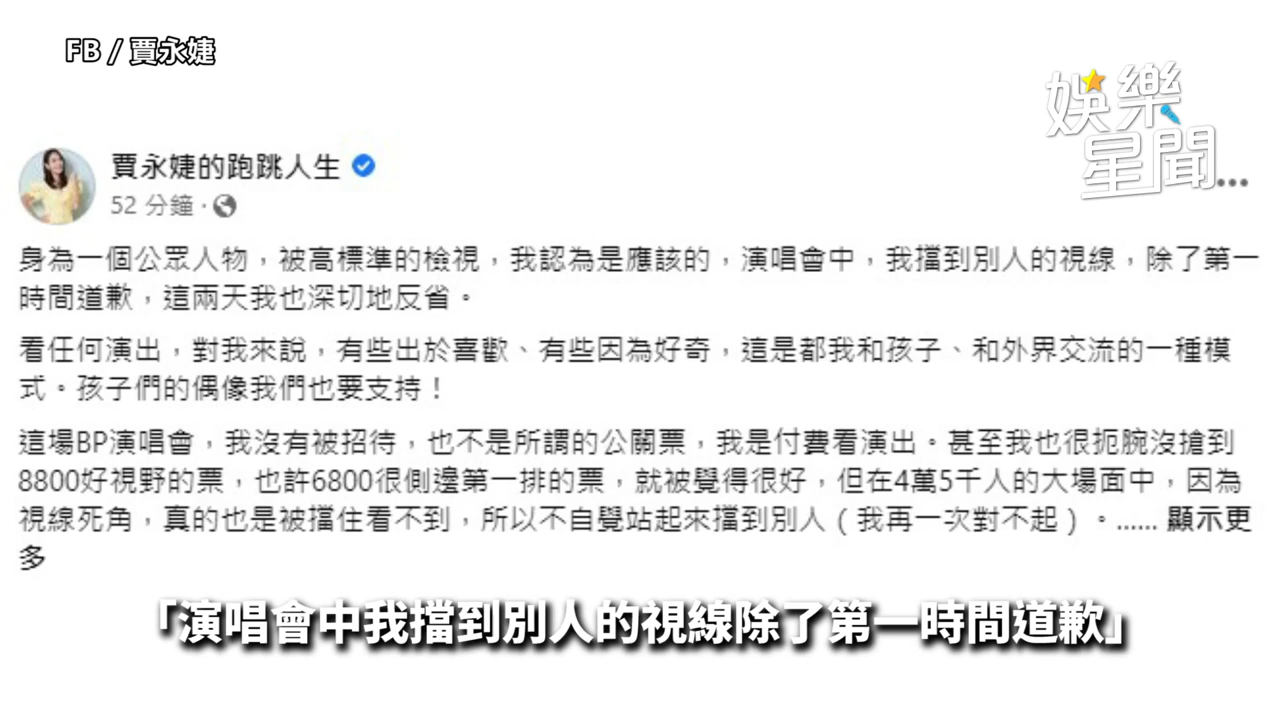 FB / 賈永婕
娛樂
星聞
賈永婕的跑跳人生
52 分鐘 ·
身為一個公眾人物，被高標準的檢視，我認為是應該的，演唱會中，我擋到別人的視線，除了第一
時間道歉，這兩天我也深切地反省。
看任何演出，對我來說，有些出於喜歡、有些因為好奇，這是都我和孩子、和外界交流的一種模
式。孩子們的偶像我們也要支持！
這場BP演唱會，我沒有被招待，也不是所謂的公關票，我是付費看演出。甚至我也很扼腕沒搶到
8800好視野的票，也許6800很側邊第一排的票，就被覺得很好，但在4萬5千人的大場面中，因為
視線死角，真的也是被擋住看不到，所以不自覺站起來擋到別人（我再一次對不起）。...... 顯示更
多
「演唱會中我擋到別人的視線除了第一時間道歉」